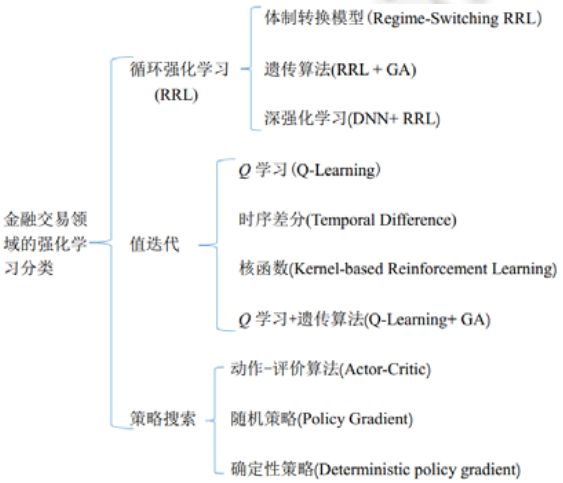 金融交易领
域的强化学
习分类
循环强化学习
(RRL)
体制转换模型(Regime-Switching RRL)
遗传算法(RRL + GA)
深强化学习(DNN+ RRL)
值迭代
Q 学习(Q-Learning)
时序差分(Temporal Difference)
核函数(Kernel-based Reinforcement Learning)
Q 学习+遗传算法(Q-Learning+ GA)
策略搜索
动作-评价算法(Actor-Critic)
随机策略(Policy Gradient)
确定性策略(Deterministic policy gradient)